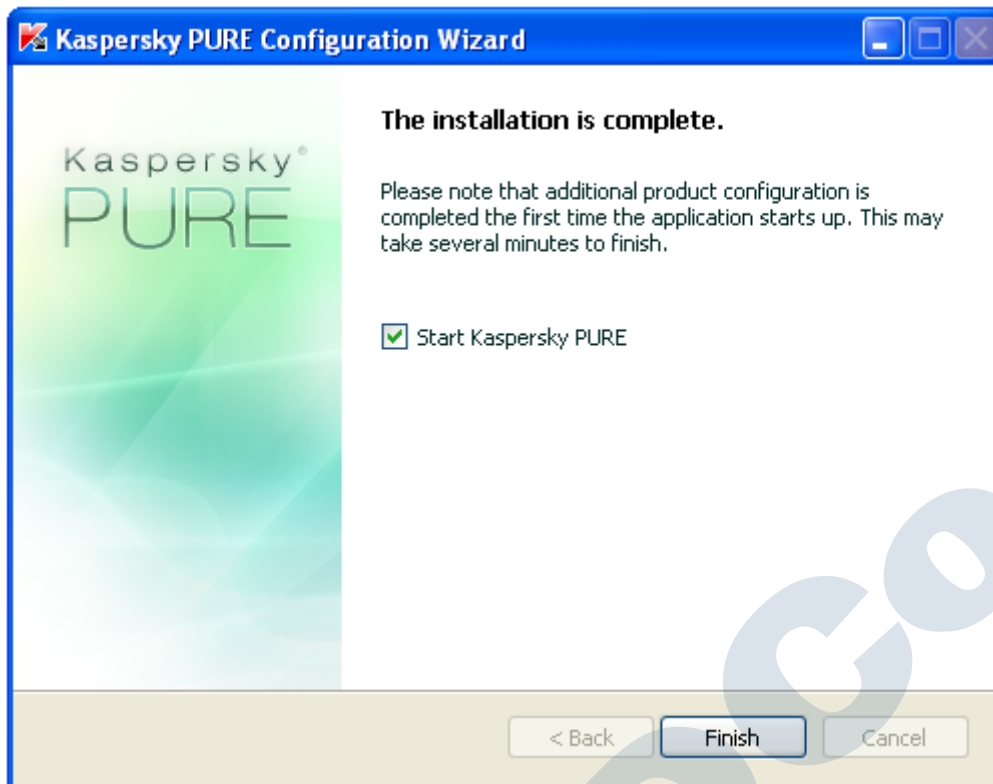 Kaspersky PURE Configuration Wizard
The installation is complete.
Kaspersky®
PURE
Please note that additional product configuration is
completed the first time the application starts up. This may
take several minutes to finish.
Start Kaspersky PURE
< Back
Finish
Cancel